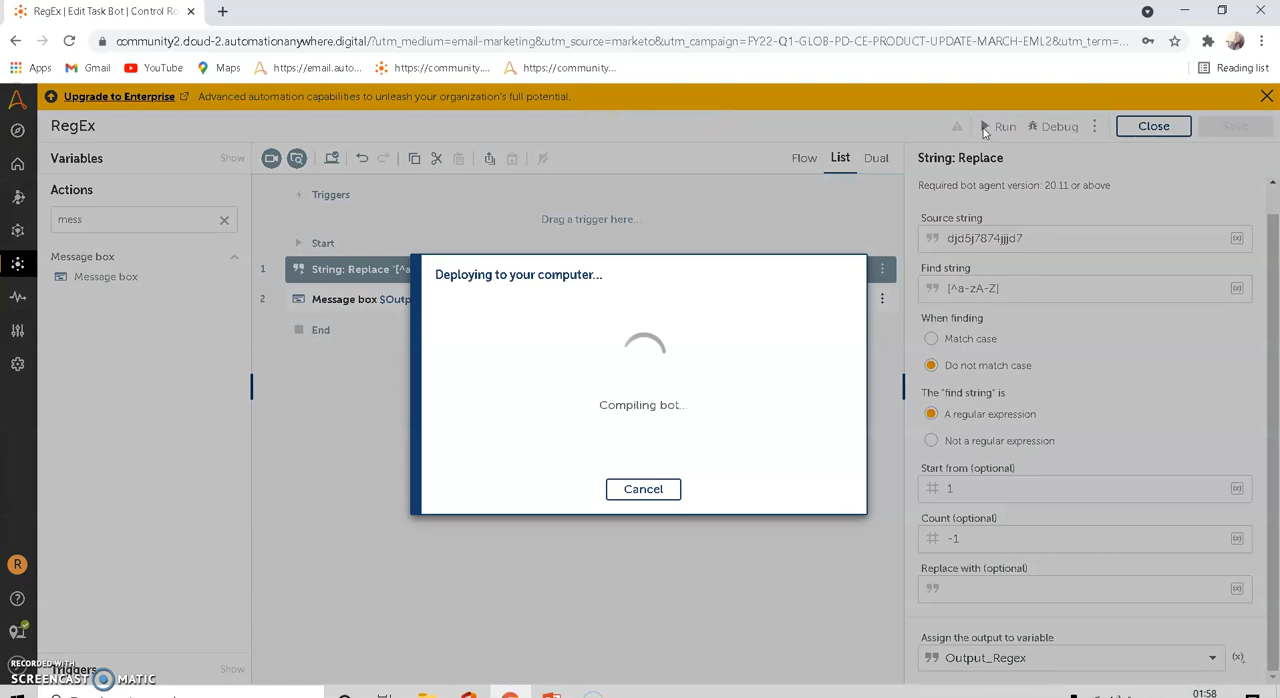 RegEx | Edit Task Bot | Control Ro
community2.cloud-2.automationanywhere.digital/?utm_medium=email-marketing&utm_source=marketo&utm_campaign=FY22-Q1-GLOB-PD-CE-PRODUCT-UPDATE-MARCH-EML2&utm_term=...
Apps Gmail YouTube Maps https://email.auto... https://community.... https://community... Reading list
Upgrade to Enterprise Advanced automation capabilities to unleash your organization's full potential.
RegEx Run Debug Close Save
Variables Show
Flow List Dual
String: Replace
Actions
Triggers
Required bot agent version: 20.11 or above
mess
Drag a trigger here...
Source string
djd5j7874jjjd7
Start
Message box
Message box
1 String: Replace "[^a
Deploying to your computer...
Find string
[^a-zA-Z]
2 Message box $Outp
When finding
End
Match case
Do not match case
The "find string" is
Compiling bot...
A regular expression
Not a regular expression
Start from (optional)
1
Cancel
Count (optional)
-1
Replace with (optional)
R
Assign the output to variable
Output_Regex
RECORDED WITH
SCREENCAST MATIC
Triggers Show
01:58